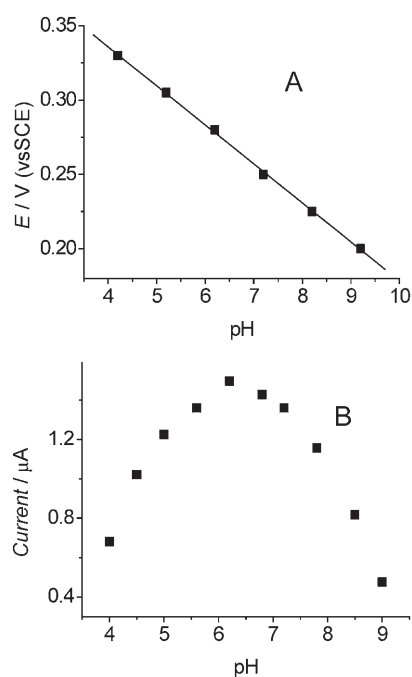 0.35
A
0.30
0.25
0.20
E / V (vsSCE)
4 5 6 7 8 9 10
pH
B
1.2
0.8
0.4
Current / μA
4 5 6 7 8 9
pH